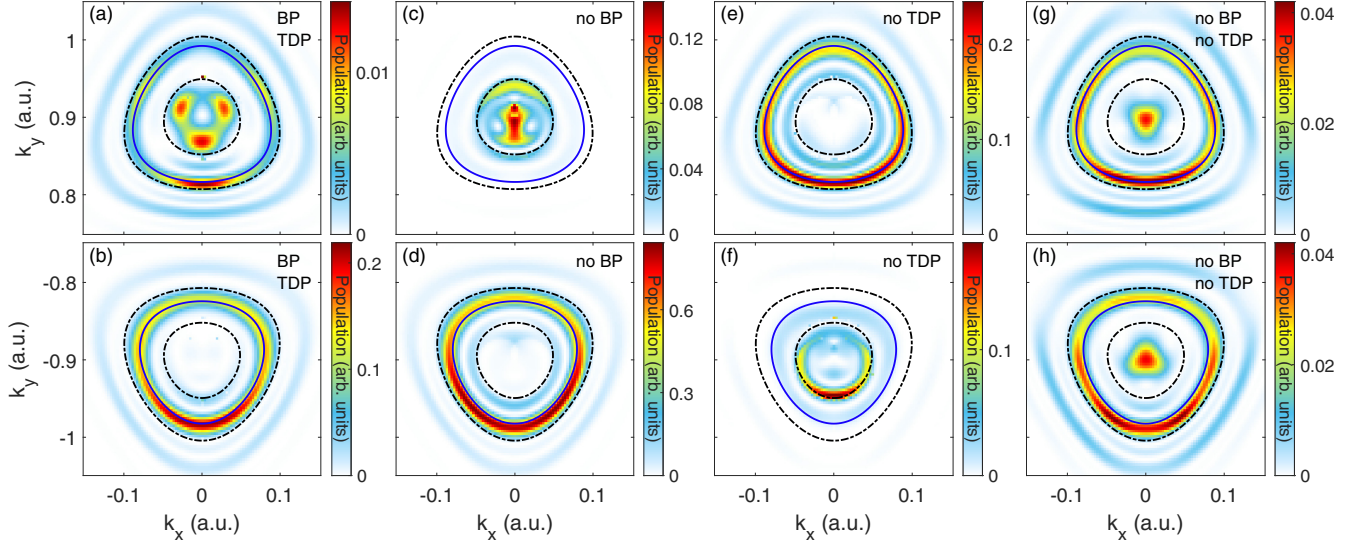 (a) BP
TDP
1
0.9
0.8
k_y (a.u.)
0.01
0
Population (arb. units)
(c) no BP
0.12
0.08
0.04
0
Population (arb. units)
(e) no TDP
0.2
0.1
0
Population (arb. units)
(g) no BP
no TDP
0.04
0.02
0
Population (arb. units)
(b) BP
TDP
-0.8
-0.9
-1
k_y (a.u.)
-0.1 0 0.1
k_x (a.u.)
0.2
0.1
0
Population (arb. units)
(d) no BP
-0.1 0 0.1
k_x (a.u.)
0.6
0.3
0
Population (arb. units)
(f) no TDP
-0.1 0 0.1
k_x (a.u.)
0.1
0
Population (arb. units)
(h) no BP
no TDP
-0.1 0 0.1
k_x (a.u.)
0.04
0.02
0
Population (arb. units)